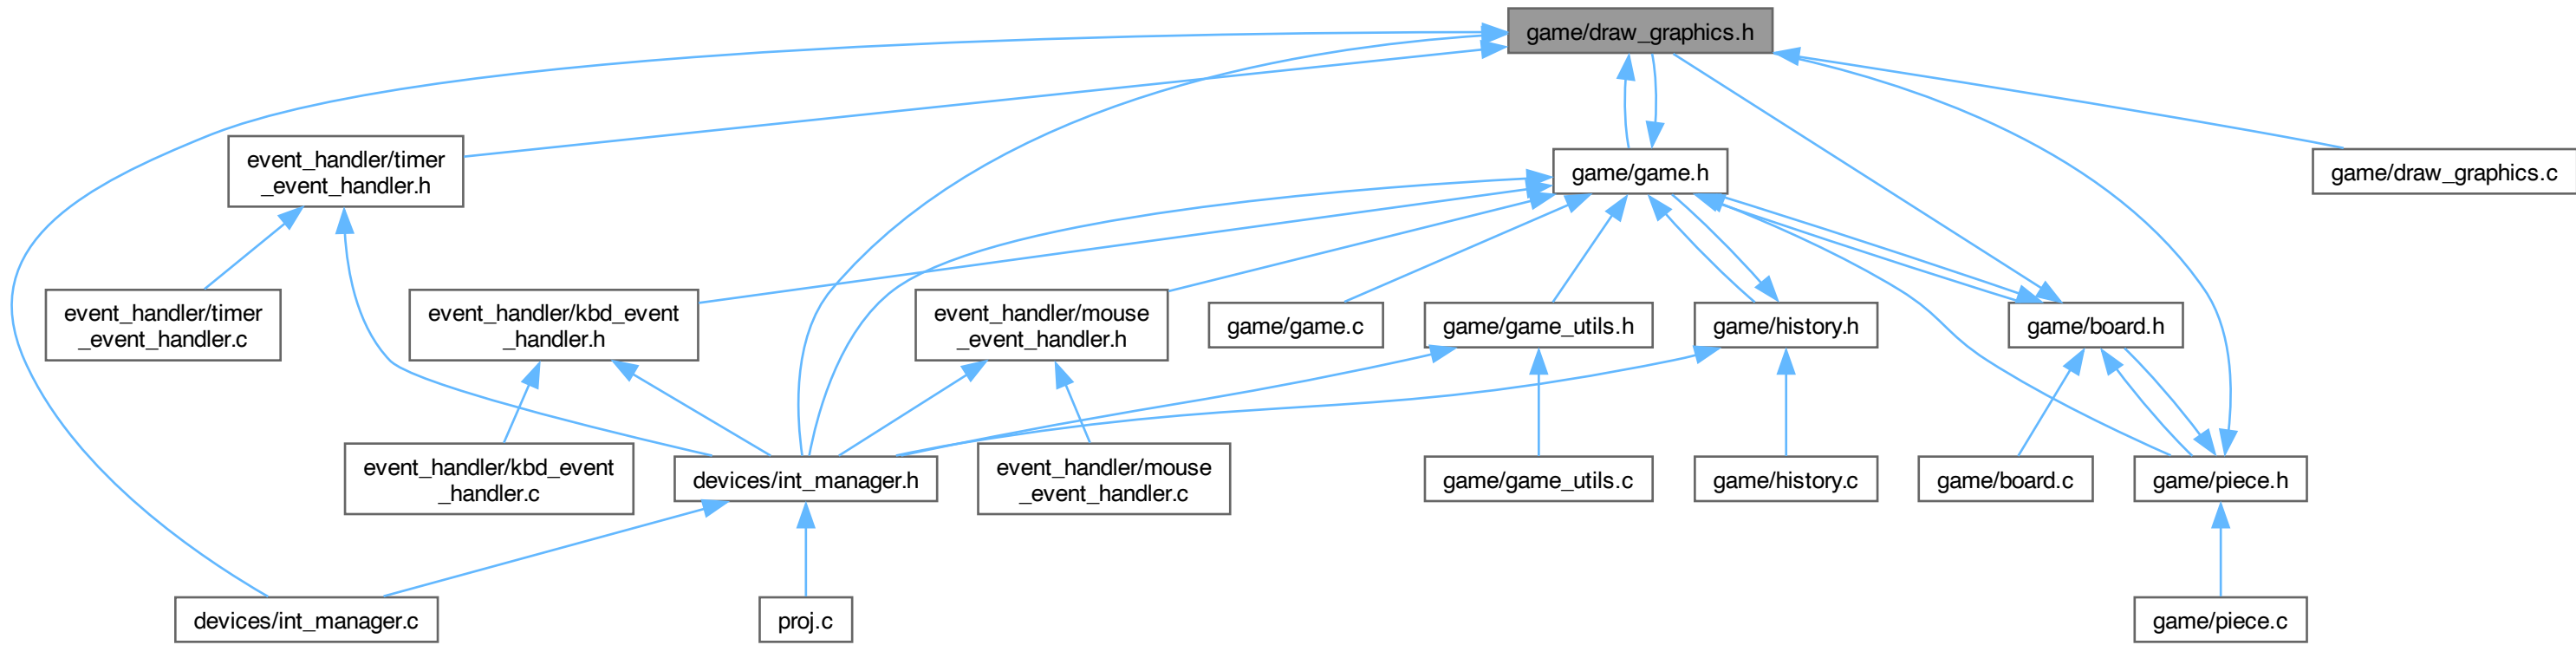 game/draw_graphics.h
event_handler/timer
_event_handler.h
game/game.h
game/draw_graphics.c
event_handler/timer
_event_handler.c
event_handler/kbd_event
_handler.h
event_handler/mouse
_event_handler.h
game/game.c
game/game_utils.h
game/history.h
game/board.h
event_handler/kbd_event
_handler.c
devices/int_manager.h
event_handler/mouse
_event_handler.c
game/game_utils.c
game/history.c
game/board.c
game/piece.h
devices/int_manager.c
proj.c
game/piece.c